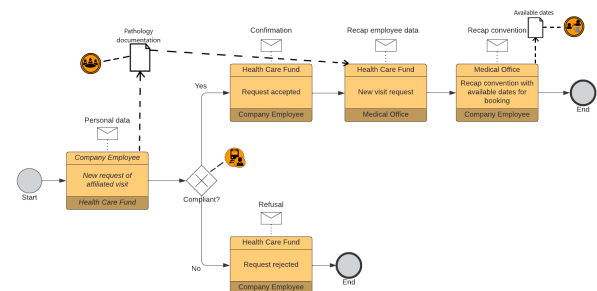 Available dates
Pathology
documentation
Confirmation
Recap employee data
Recap convention
Health Care Fund
Request accepted
Company Employee
Health Care Fund
New visit request
Medical Office
Medical Office
Recap convention with
available dates for
booking
Company Employee
End
Yes
Personal data
Company Employee
New request of
affiliated visit
Health Care Fund
Start
Compliant?
Refusal
No
Health Care Fund
Request rejected
Company Employee
End